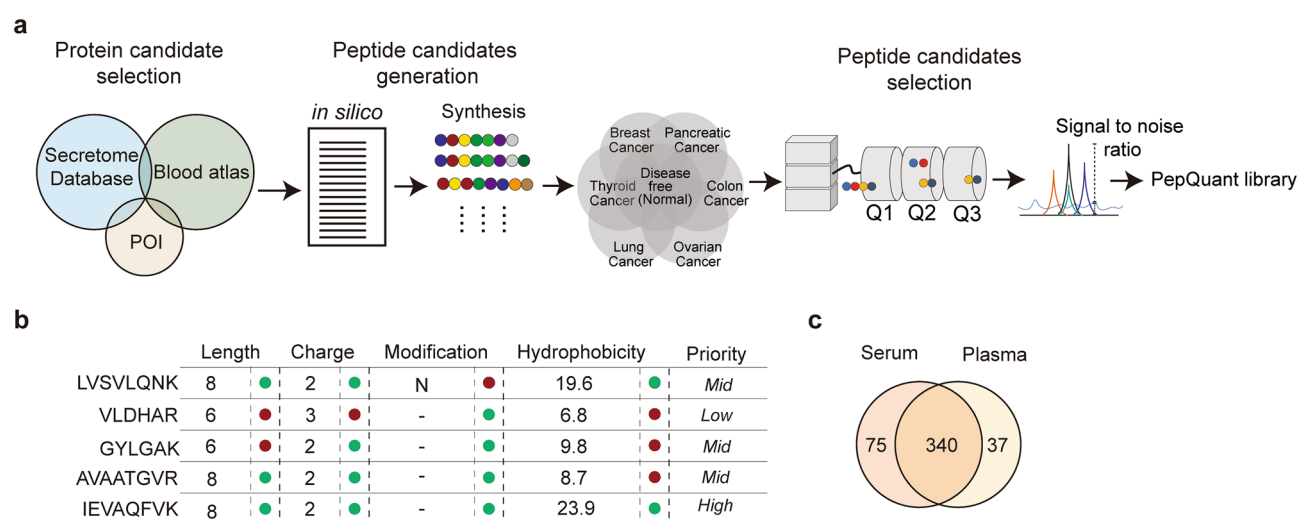 a
Protein candidate
selection
Secretome
Database
Blood atlas
POI
Peptide candidates
generation
in silico
Synthesis
Breast
Cancer
Pancreatic
Cancer
Thyroid
Cancer
Disease
free
(Normal)
Colon
Cancer
Lung
Cancer
Ovarian
Cancer
Peptide candidates
selection
Q1 Q2 Q3
Signal to noise
ratio
PepQuant library
b
Length Charge Modification Hydrophobicity Priority
LVSVLQNK 8 2 N 19.6 Mid
VLDHAR 6 3 - 6.8 Low
GYLGAK 6 2 - 9.8 Mid
AVAATGVR 8 2 - 8.7 Mid
IEVAQFVK 8 2 - 23.9 High
c
Serum Plasma
75 340 37